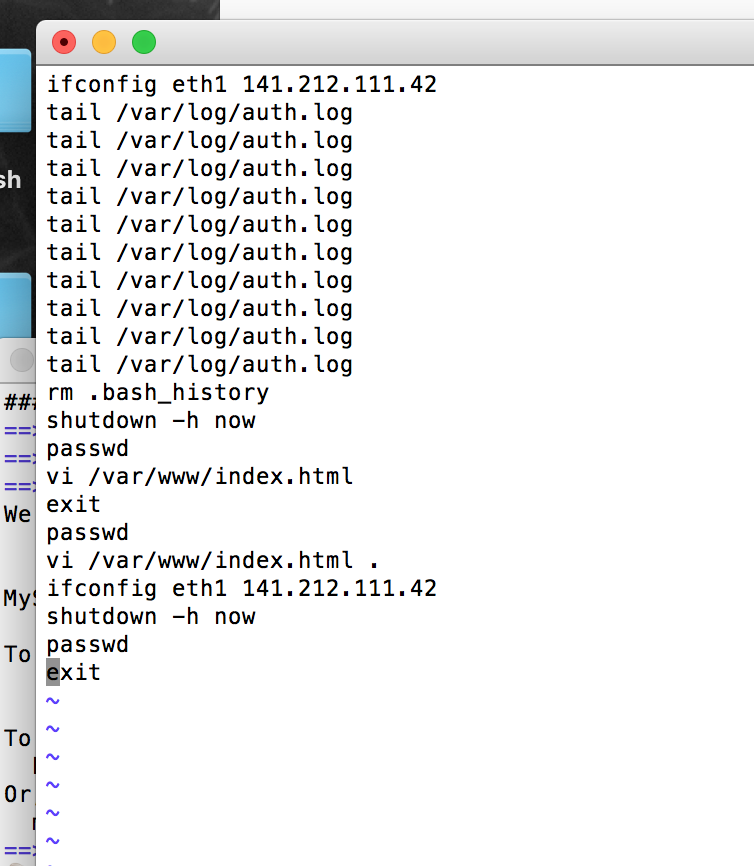 ifconfig eth1 141.212.111.42
tail /var/log/auth.log
tail /var/log/auth.log
tail /var/log/auth.log
tail /var/log/auth.log
tail /var/log/auth.log
tail /var/log/auth.log
tail /var/log/auth.log
tail /var/log/auth.log
tail /var/log/auth.log
tail /var/log/auth.log
rm .bash_history
shutdown -h now
passwd
vi /var/www/index.html
exit
passwd
vi /var/www/index.html .
ifconfig eth1 141.212.111.42
shutdown -h now
passwd
exit
~
~
~
~
~
~
sh
##
==>
==>
==>
We
My
To
To
Or
==>